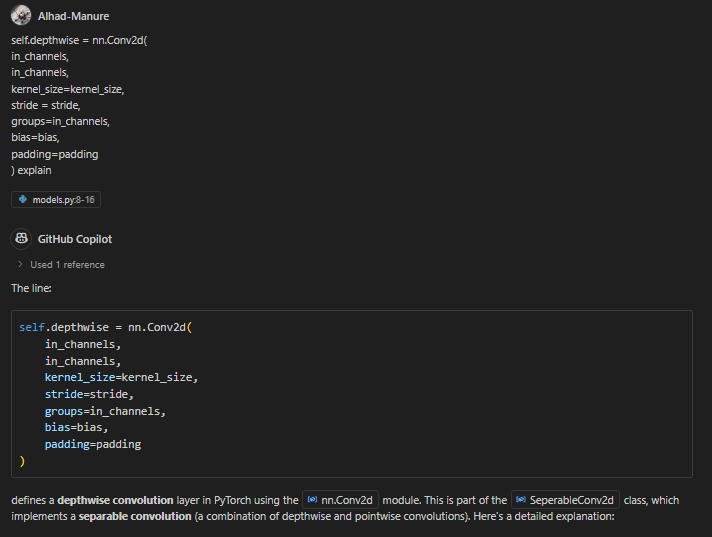 Alhad-Manure
self.depthwise = nn.Conv2d(
in_channels,
in_channels,
kernel_size=kernel_size,
stride = stride,
groups=in_channels,
bias=bias,
padding=padding
) explain
models.py:8-16
GitHub Copilot
Used 1 reference
The line:
self.depthwise = nn.Conv2d(
    in_channels,
    in_channels,
    kernel_size=kernel_size,
    stride=stride,
    groups=in_channels,
    bias=bias,
    padding=padding
)
defines a depthwise convolution layer in PyTorch using the nn.Conv2d module. This is part of the SeperableConv2d class, which
implements a separable convolution (a combination of depthwise and pointwise convolutions). Here's a detailed explanation: